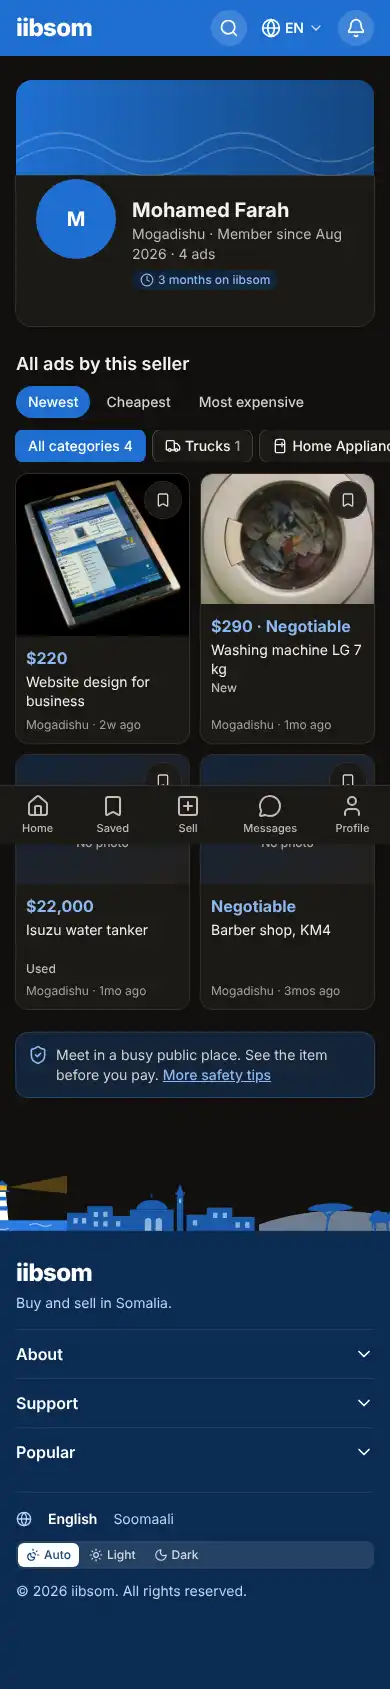 iibsom
EN
M
Mohamed Farah
Mogadishu · Member since Aug
2026 · 4 ads
3 months on iibsom
All ads by this seller
Newest
Cheapest
Most expensive
All categories 4
Trucks 1
Home Applianc
$220
Website design for
business
Mogadishu · 2w ago
$290 · Negotiable
Washing machine LG 7
kg
New
Mogadishu · 1mo ago
Home
Saved
Sell
Messages
Profile
No photo
No photo
$22,000
Isuzu water tanker
Used
Mogadishu · 1mo ago
Negotiable
Barber shop, KM4
Mogadishu · 3mos ago
Meet in a busy public place. See the item
before you pay. More safety tips
iibsom
Buy and sell in Somalia.
About
Support
Popular
English
Soomaali
Auto
Light
Dark
© 2026 iibsom. All rights reserved.